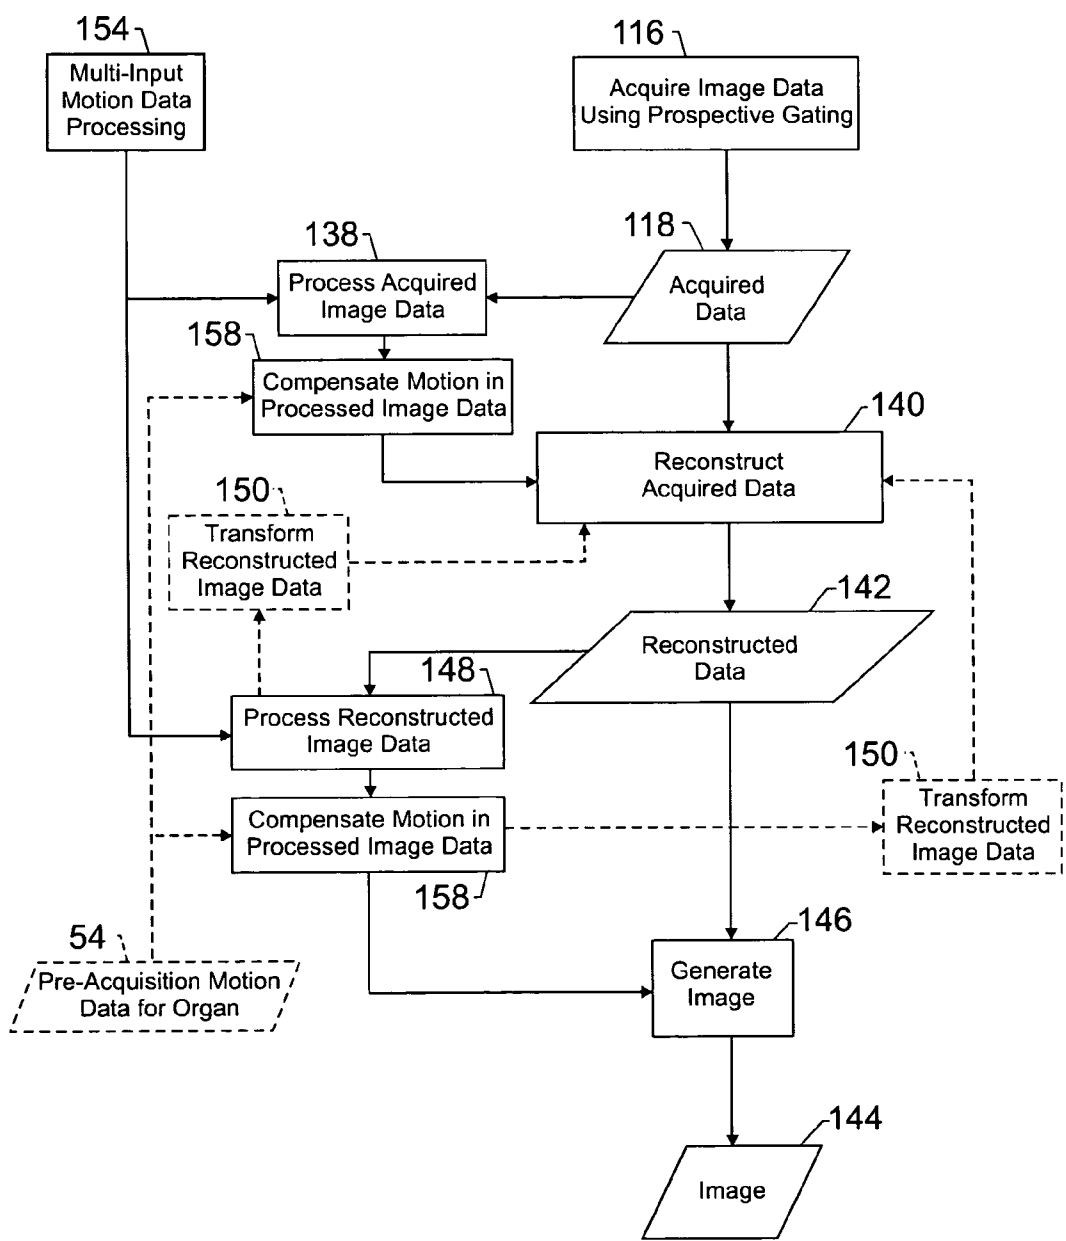 154
Multi-Input
Motion Data
Processing
116
Acquire Image Data
Using Prospective Gating
118
Acquired
Data
138
Process Acquired
Image Data
158
Compensate Motion in
Processed Image Data
140
Reconstruct
Acquired Data
150
Transform
Reconstructed
Image Data
142
Reconstructed
Data
148
Process Reconstructed
Image Data
Compensate Motion in
Processed Image Data
158
150
Transform
Reconstructed
Image Data
54
Pre-Acquisition Motion
Data for Organ
146
Generate
Image
144
Image